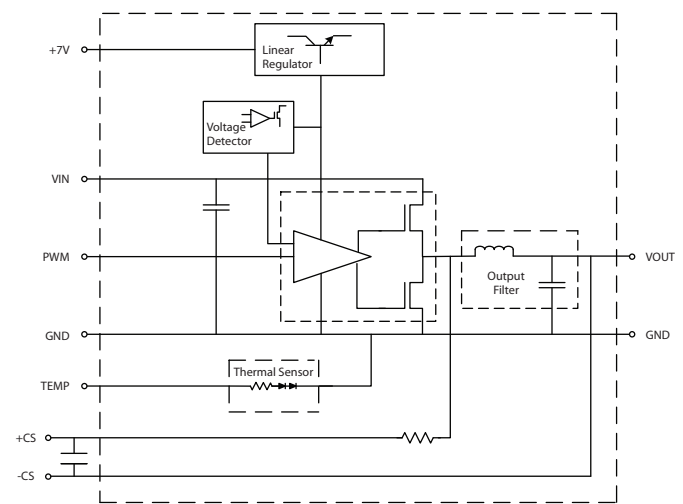 +7V
Linear
Regulator
Voltage
Detector
VIN
PWM
VOUT
Output
Filter
GND
GND
Thermal Sensor
TEMP
+CS
-CS